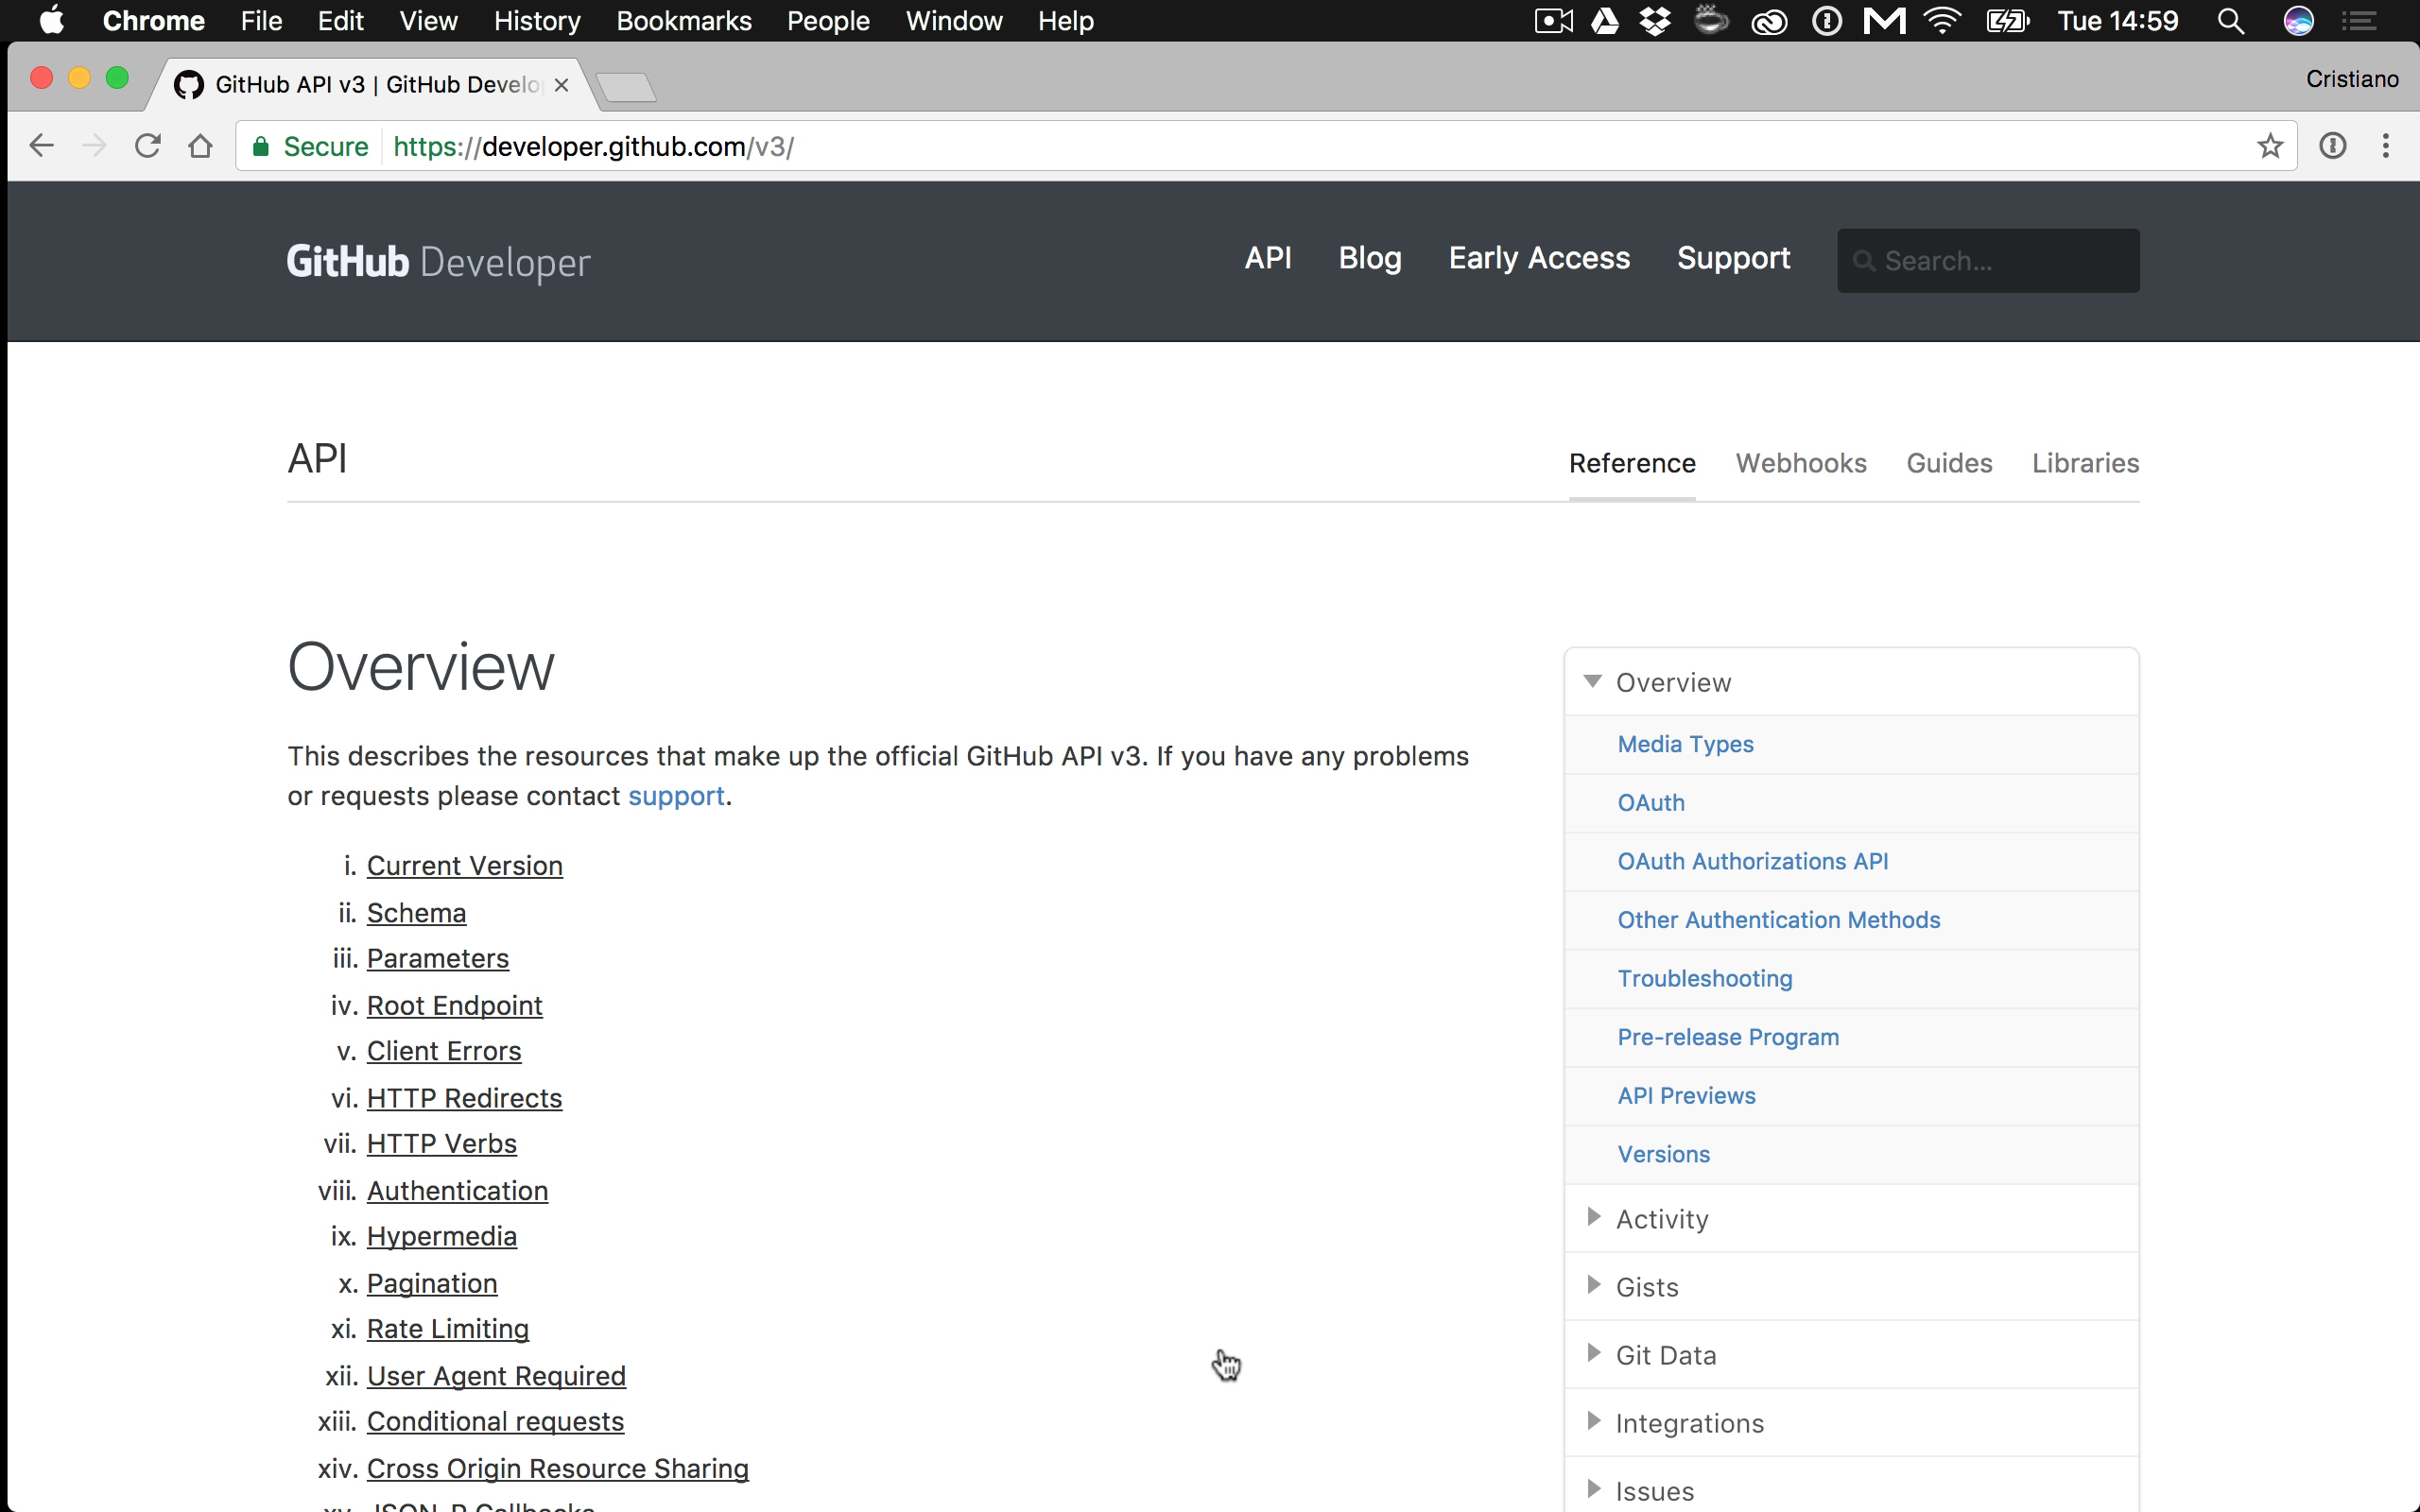 Chrome File Edit View History Bookmarks People Window Help Tue 14:59
GitHub API v3 | GitHub Develo
Cristiano
Secure https://developer.github.com/v3/
GitHub Developer
API Blog Early Access Support Search...
API
Reference Webhooks Guides Libraries
Overview
This describes the resources that make up the official GitHub API v3. If you have any problems
or requests please contact support.
i. Current Version
ii. Schema
iii. Parameters
iv. Root Endpoint
v. Client Errors
vi. HTTP Redirects
vii. HTTP Verbs
viii. Authentication
ix. Hypermedia
x. Pagination
xi. Rate Limiting
xii. User Agent Required
xiii. Conditional requests
xiv. Cross Origin Resource Sharing
xv. JSON-P Callbacks
Overview
Media Types
OAuth
OAuth Authorizations API
Other Authentication Methods
Troubleshooting
Pre-release Program
API Previews
Versions
Activity
Gists
Git Data
Integrations
Issues